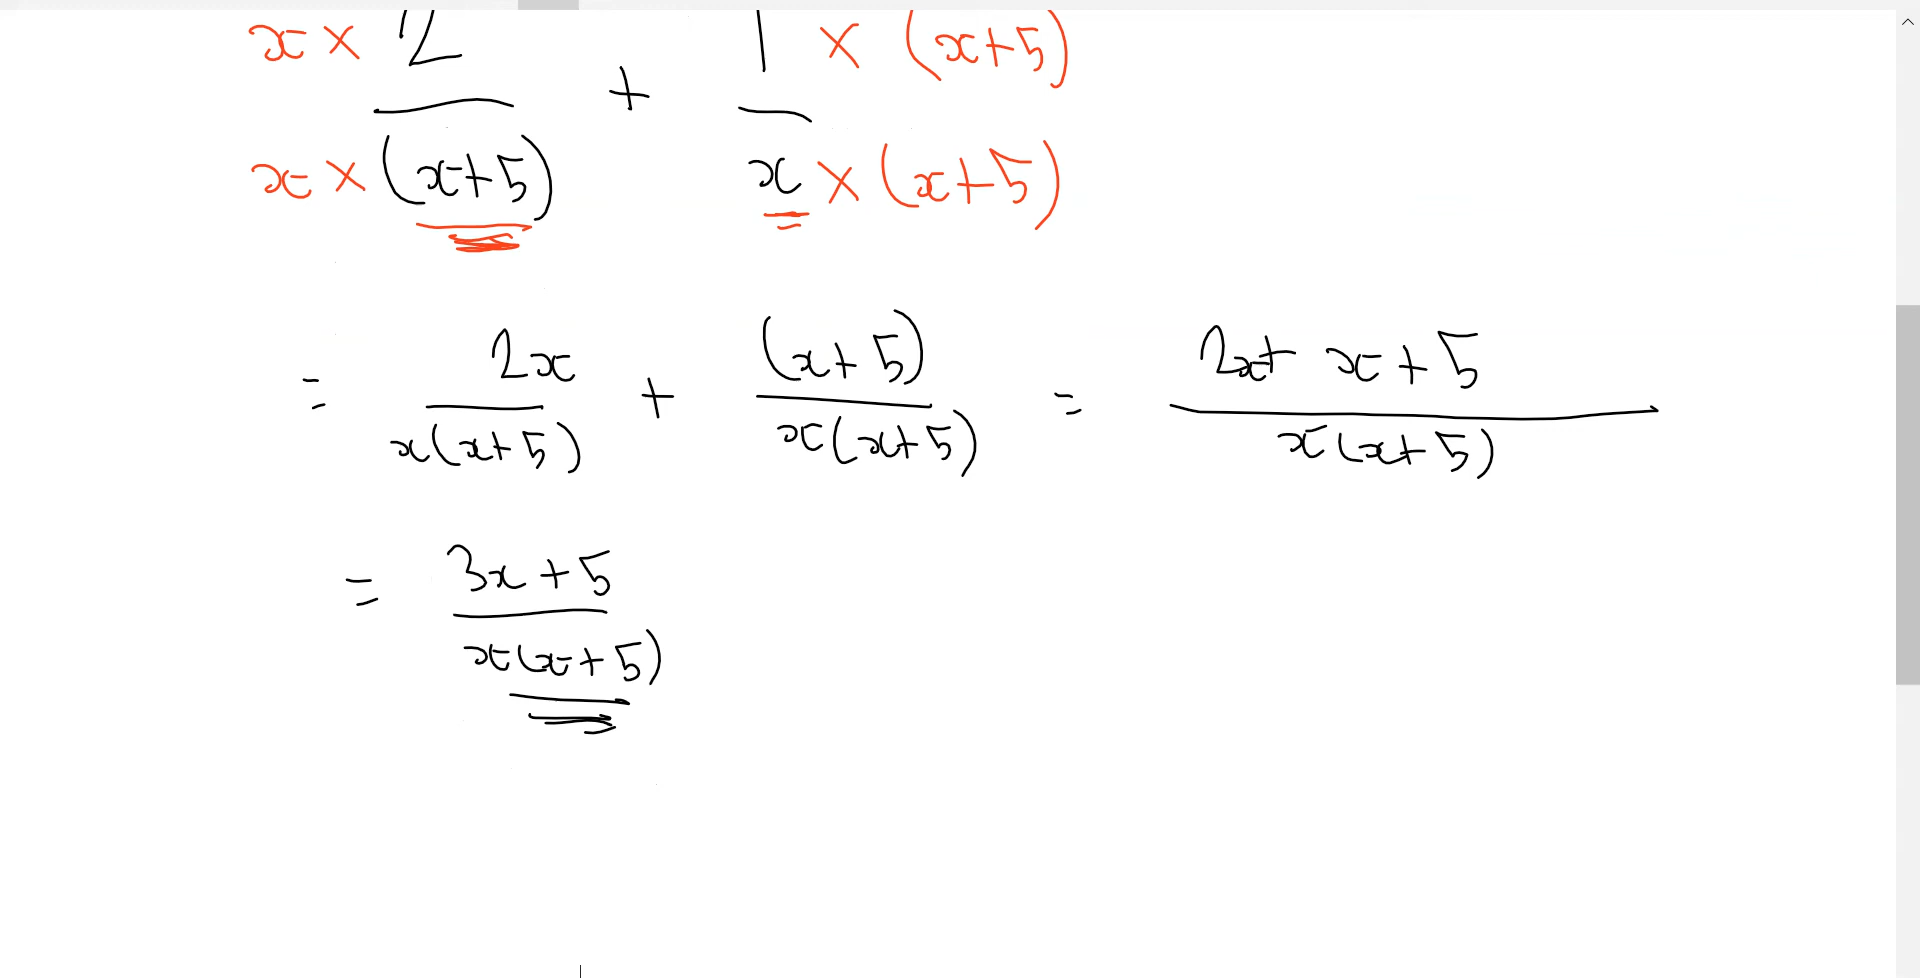 x × 2 + 1 × (x+5)
x × (x+5) x × (x+5)
= 2x + (x+5) = 2x+ x+5
x(x+5) x(x+5) x(x+5)
= 3x+5
x(x+5)